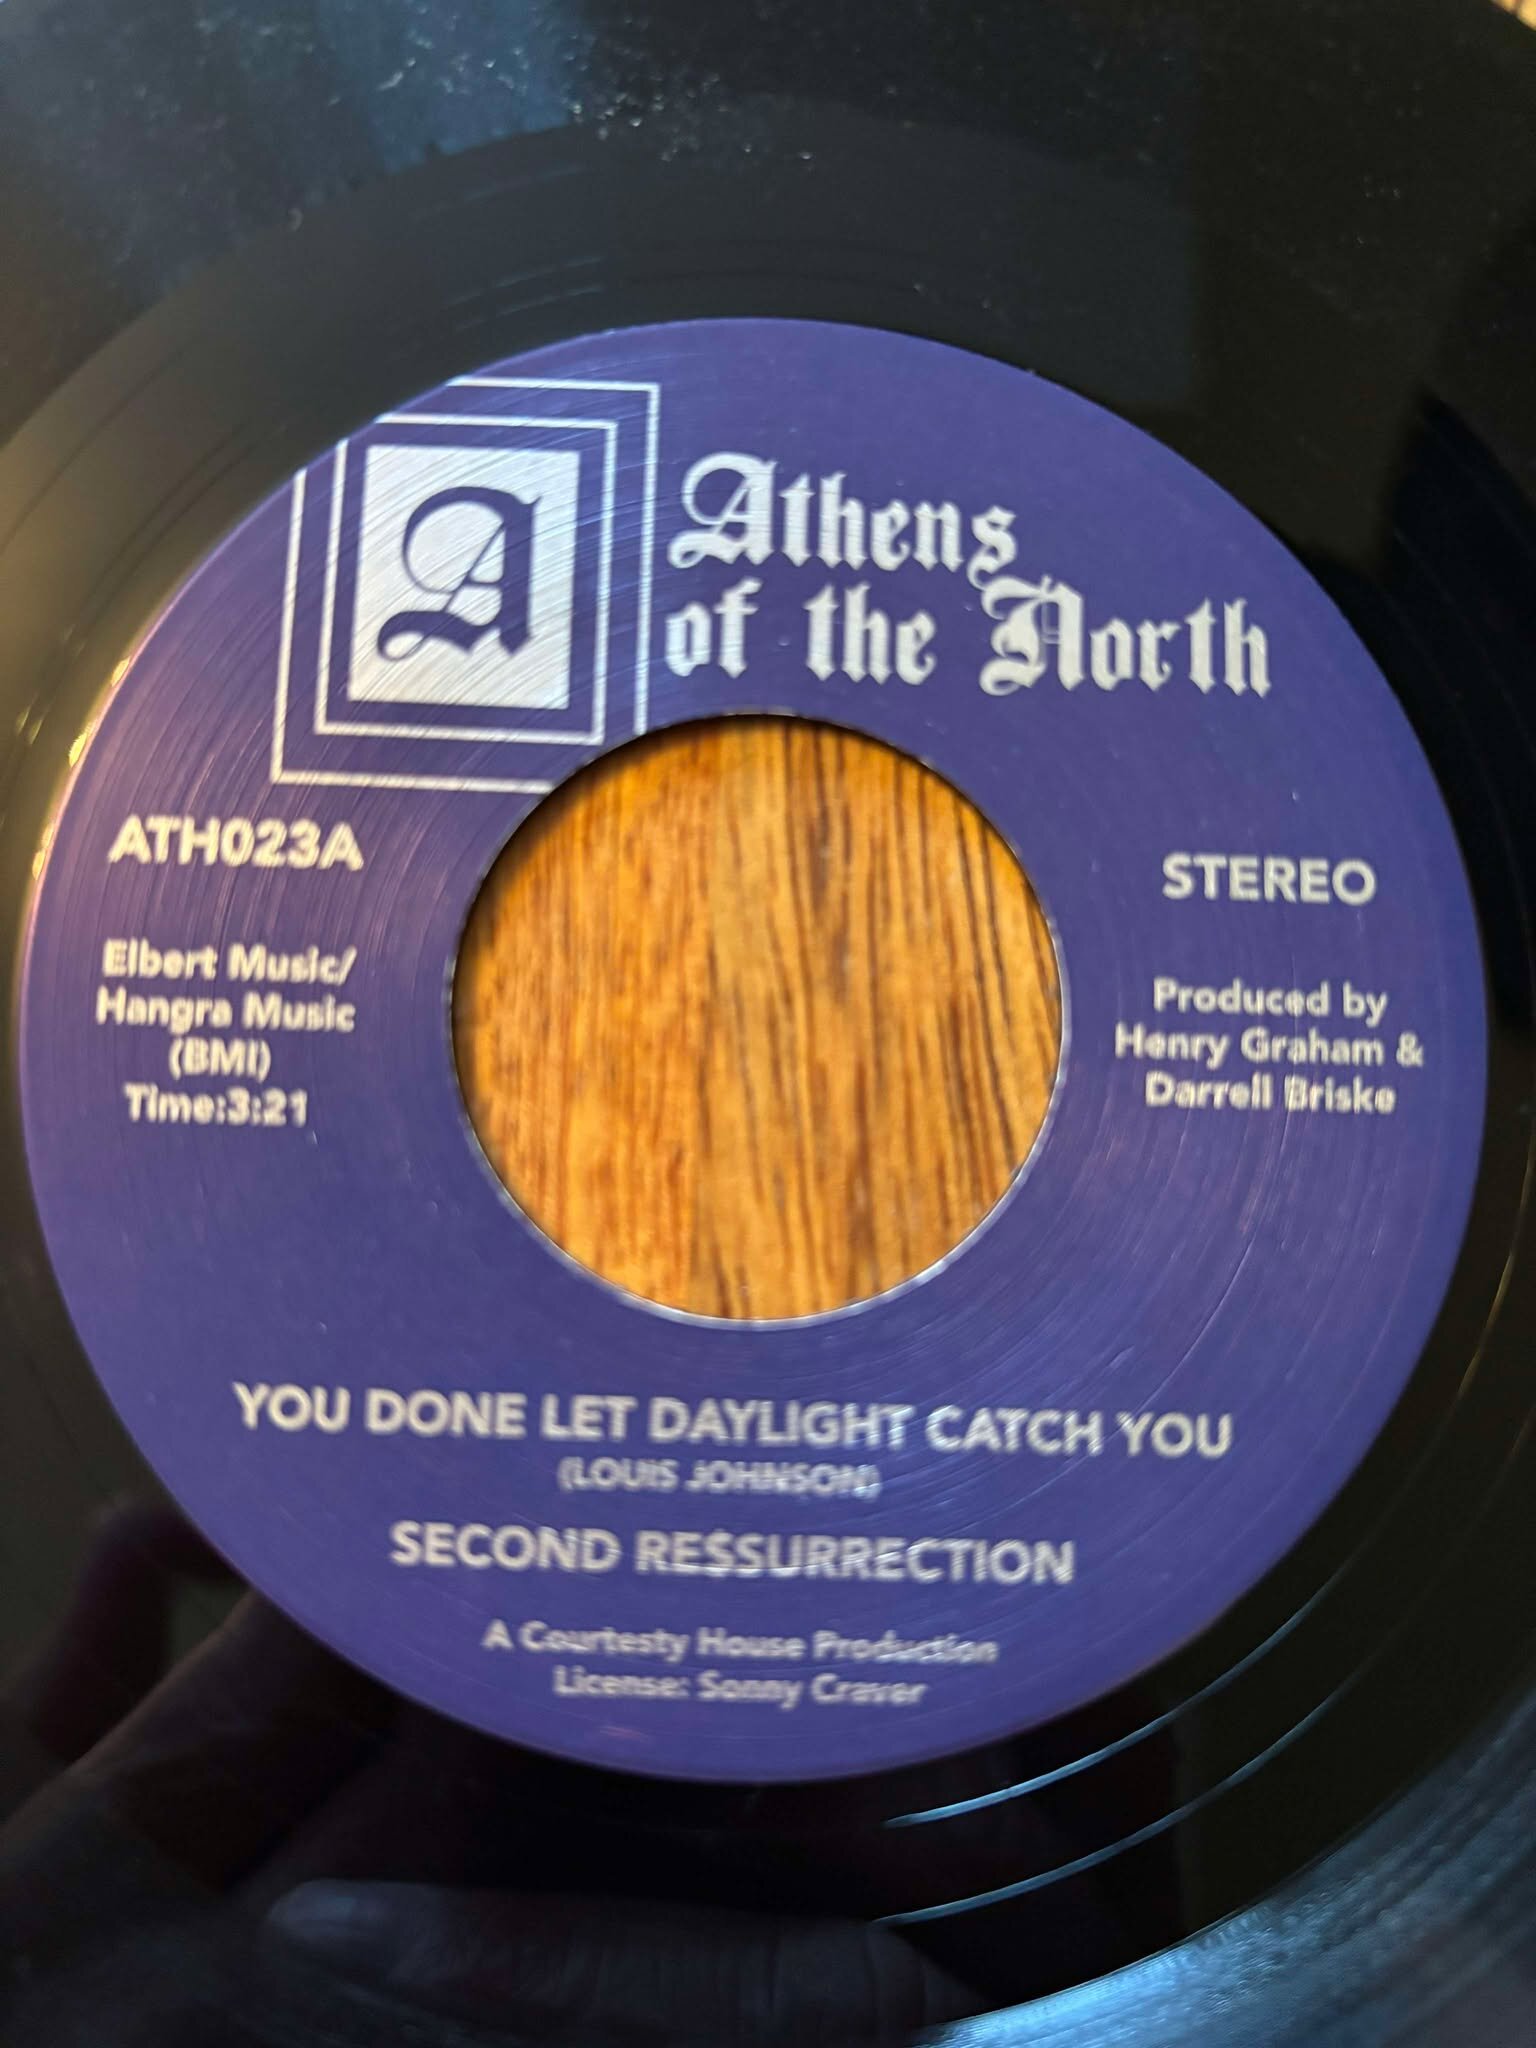 A
Athens
of the North
ATH023A
Elbert Music/
Hangra Music
(BMI)
Time:3:21
STEREO
Produced by
Henry Graham &
Darrell Briske
YOU DONE LET DAYLIGHT CATCH YOU
(LOUIS JOHNSON)
SECOND RESSURRECTION
A Courtesty House Production
License: Sonny Craver